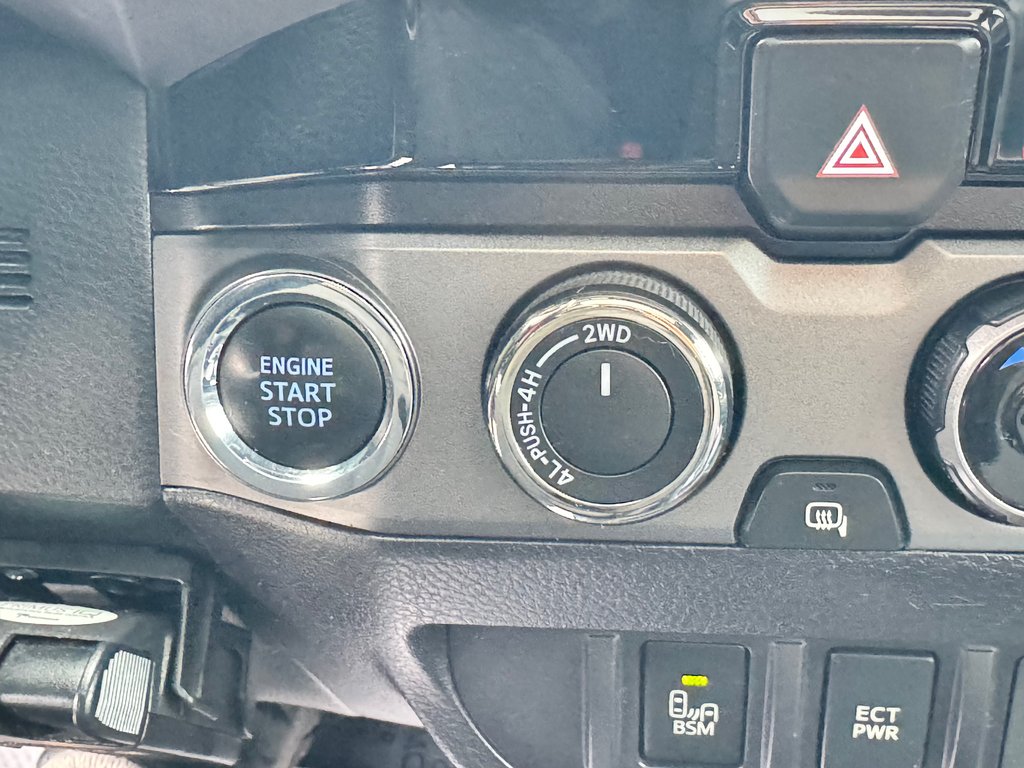 ENGINE
START
STOP
2WD
4L-PUSH-4H
BSM
ECT
PWR